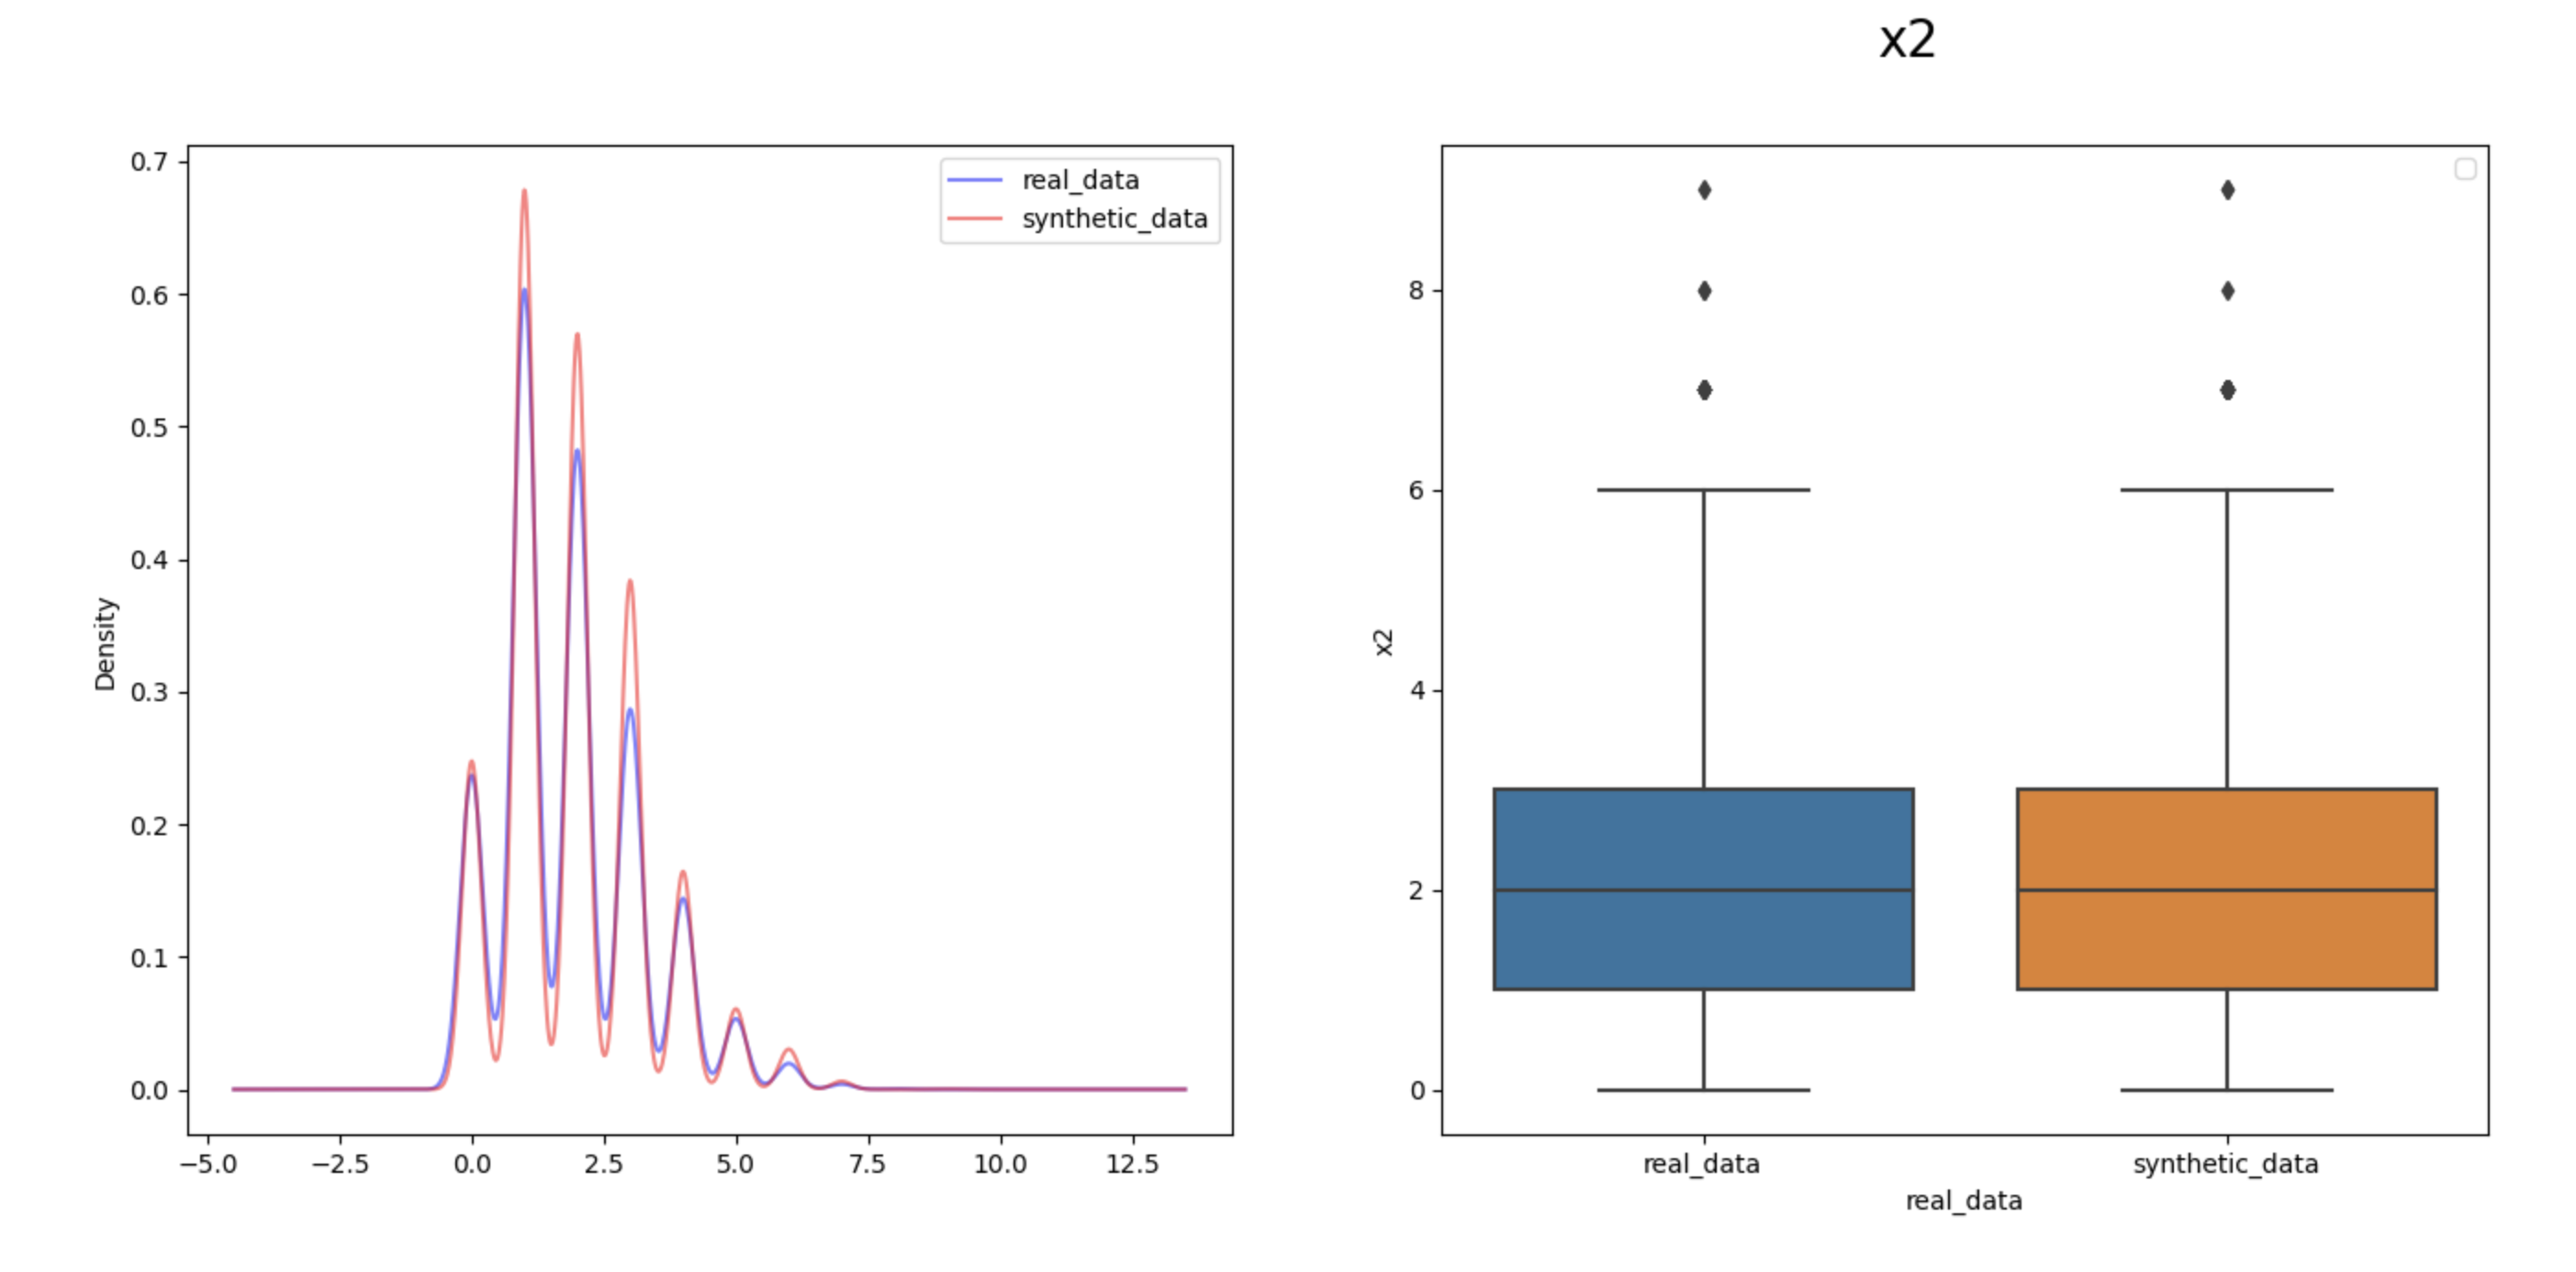 x2
0.7
0.6
0.5
0.4
0.3
0.2
0.1
0.0
Density
real_data
synthetic_data
−5.0 −2.5 0.0 2.5 5.0 7.5 10.0 12.5
8
6
4
2
0
x2
real_data synthetic_data
real_data